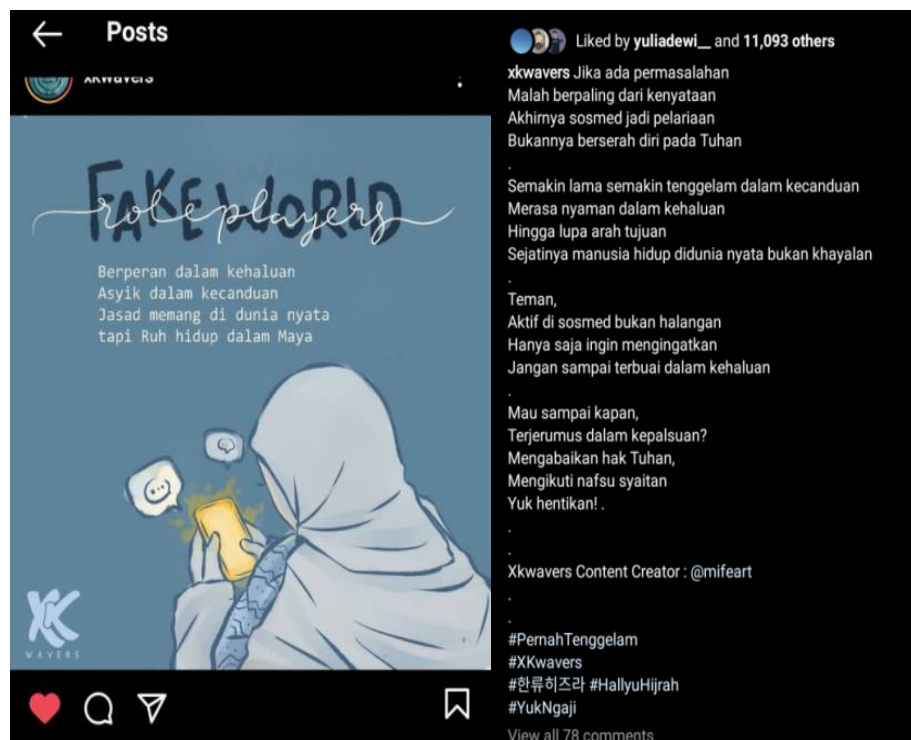 Posts
xkwavers
FAKE WORLD
roleplayers
Berperan dalam kehaluan
Asyik dalam kecanduan
Jasad memang di dunia nyata
tapi Ruh hidup dalam Maya
XK
WAVERS
Liked by yuliadewi__ and 11,093 others
xkwavers Jika ada permasalahan
Malah berpaling dari kenyataan
Akhirnya sosmed jadi pelariaan
Bukannya berserah diri pada Tuhan
.
Semakin lama semakin tenggelam dalam kecanduan
Merasa nyaman dalam kehaluan
Hingga lupa arah tujuan
Sejatinya manusia hidup didunia nyata bukan khayalan
.
Teman,
Aktif di sosmed bukan halangan
Hanya saja ingin mengingatkan
Jangan sampai terbuai dalam kehaluan
.
Mau sampai kapan,
Terjerumus dalam kepalsuan?
Mengabaikan hak Tuhan,
Mengikuti nafsu syaitan
Yuk hentikan! .
.
.
Xkwavers Content Creator : @mifeart
.
.
#PernahTenggelam
#XKwavers
#한류히즈라 #HallyuHijrah
#YukNgaji
View all 78 comments